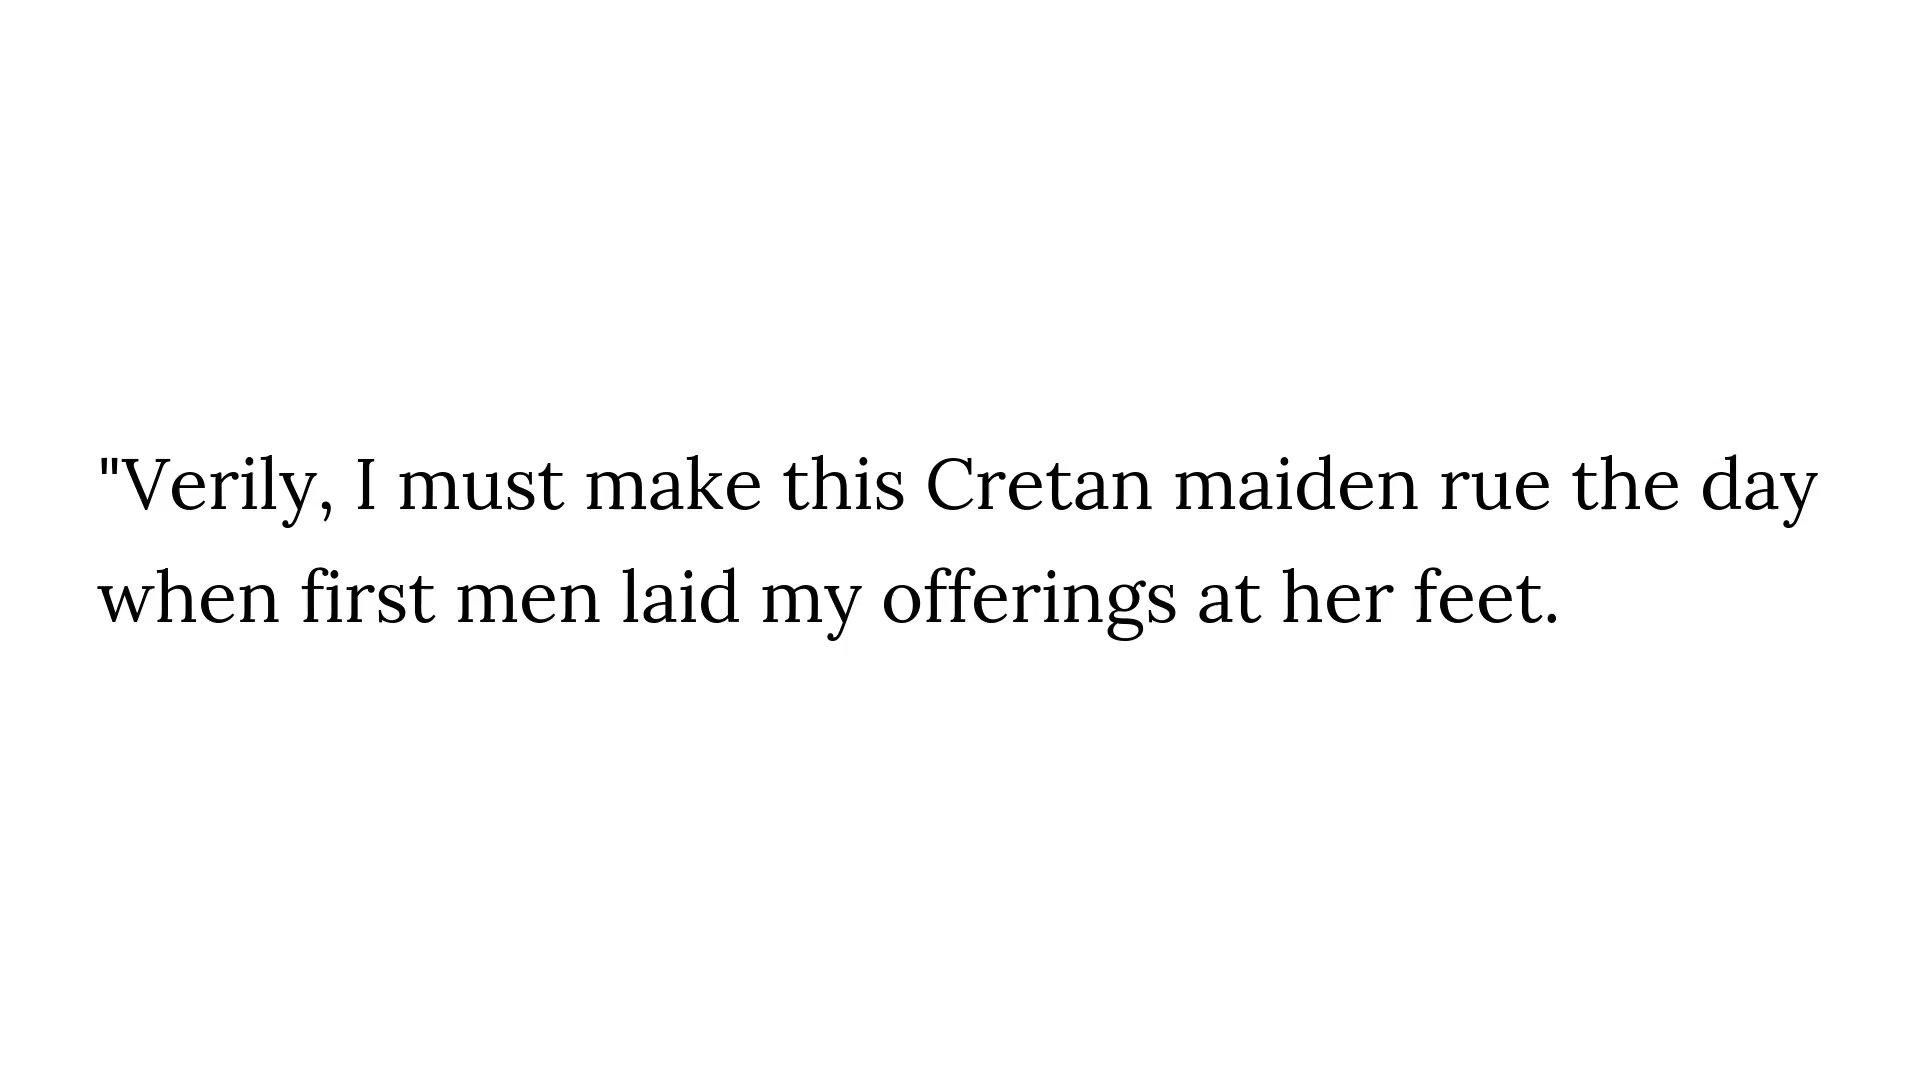 "Verily, I must make this Cretan maiden rue the day
when first men laid my offerings at her feet.